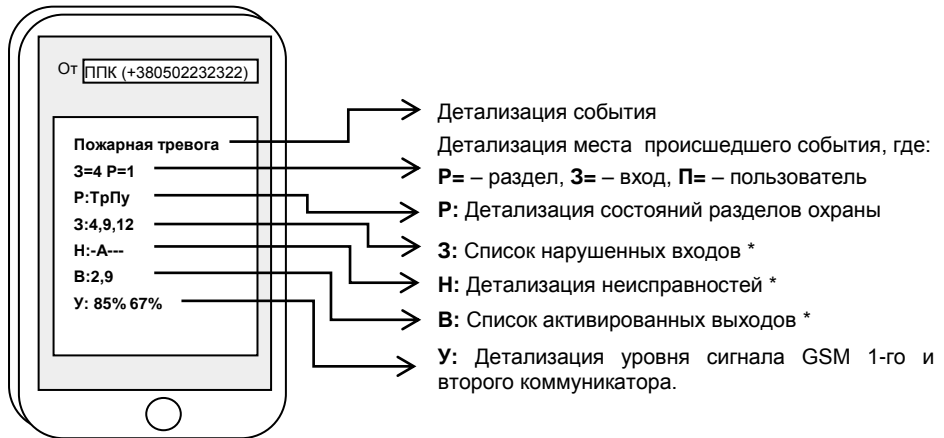 От ППК (+380502232322)
Пожарная тревога
З=4 Р=1
Р:ТрПу
З:4,9,12
Н:-А---
В:2,9
У: 85% 67%
Детализация события
Детализация места происшедшего события, где:
Р= – раздел, З= – вход, П= – пользователь
Р: Детализация состояний разделов охраны
З: Список нарушенных входов *
Н: Детализация неисправностей *
В: Список активированных выходов *
У: Детализация уровня сигнала GSM 1-го и
второго коммуникатора.